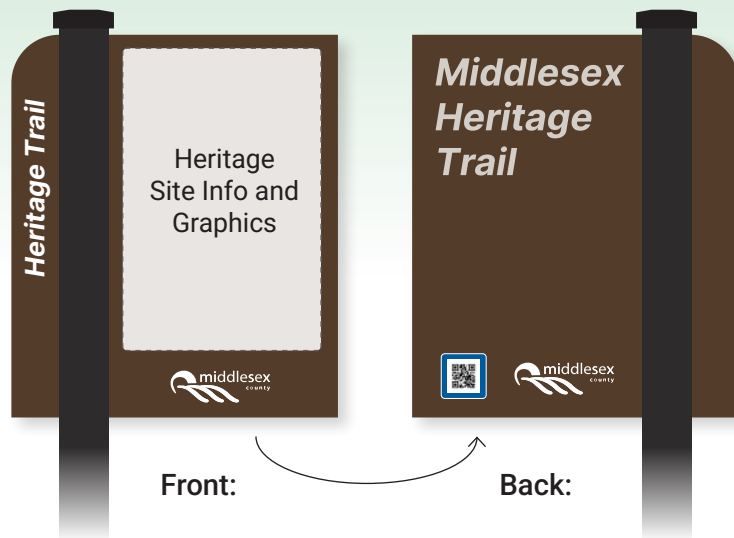 Heritage Trail
Heritage
Site Info and
Graphics
middlesex
county
Front:
Middlesex
Heritage
Trail
middlesex
county
Back: